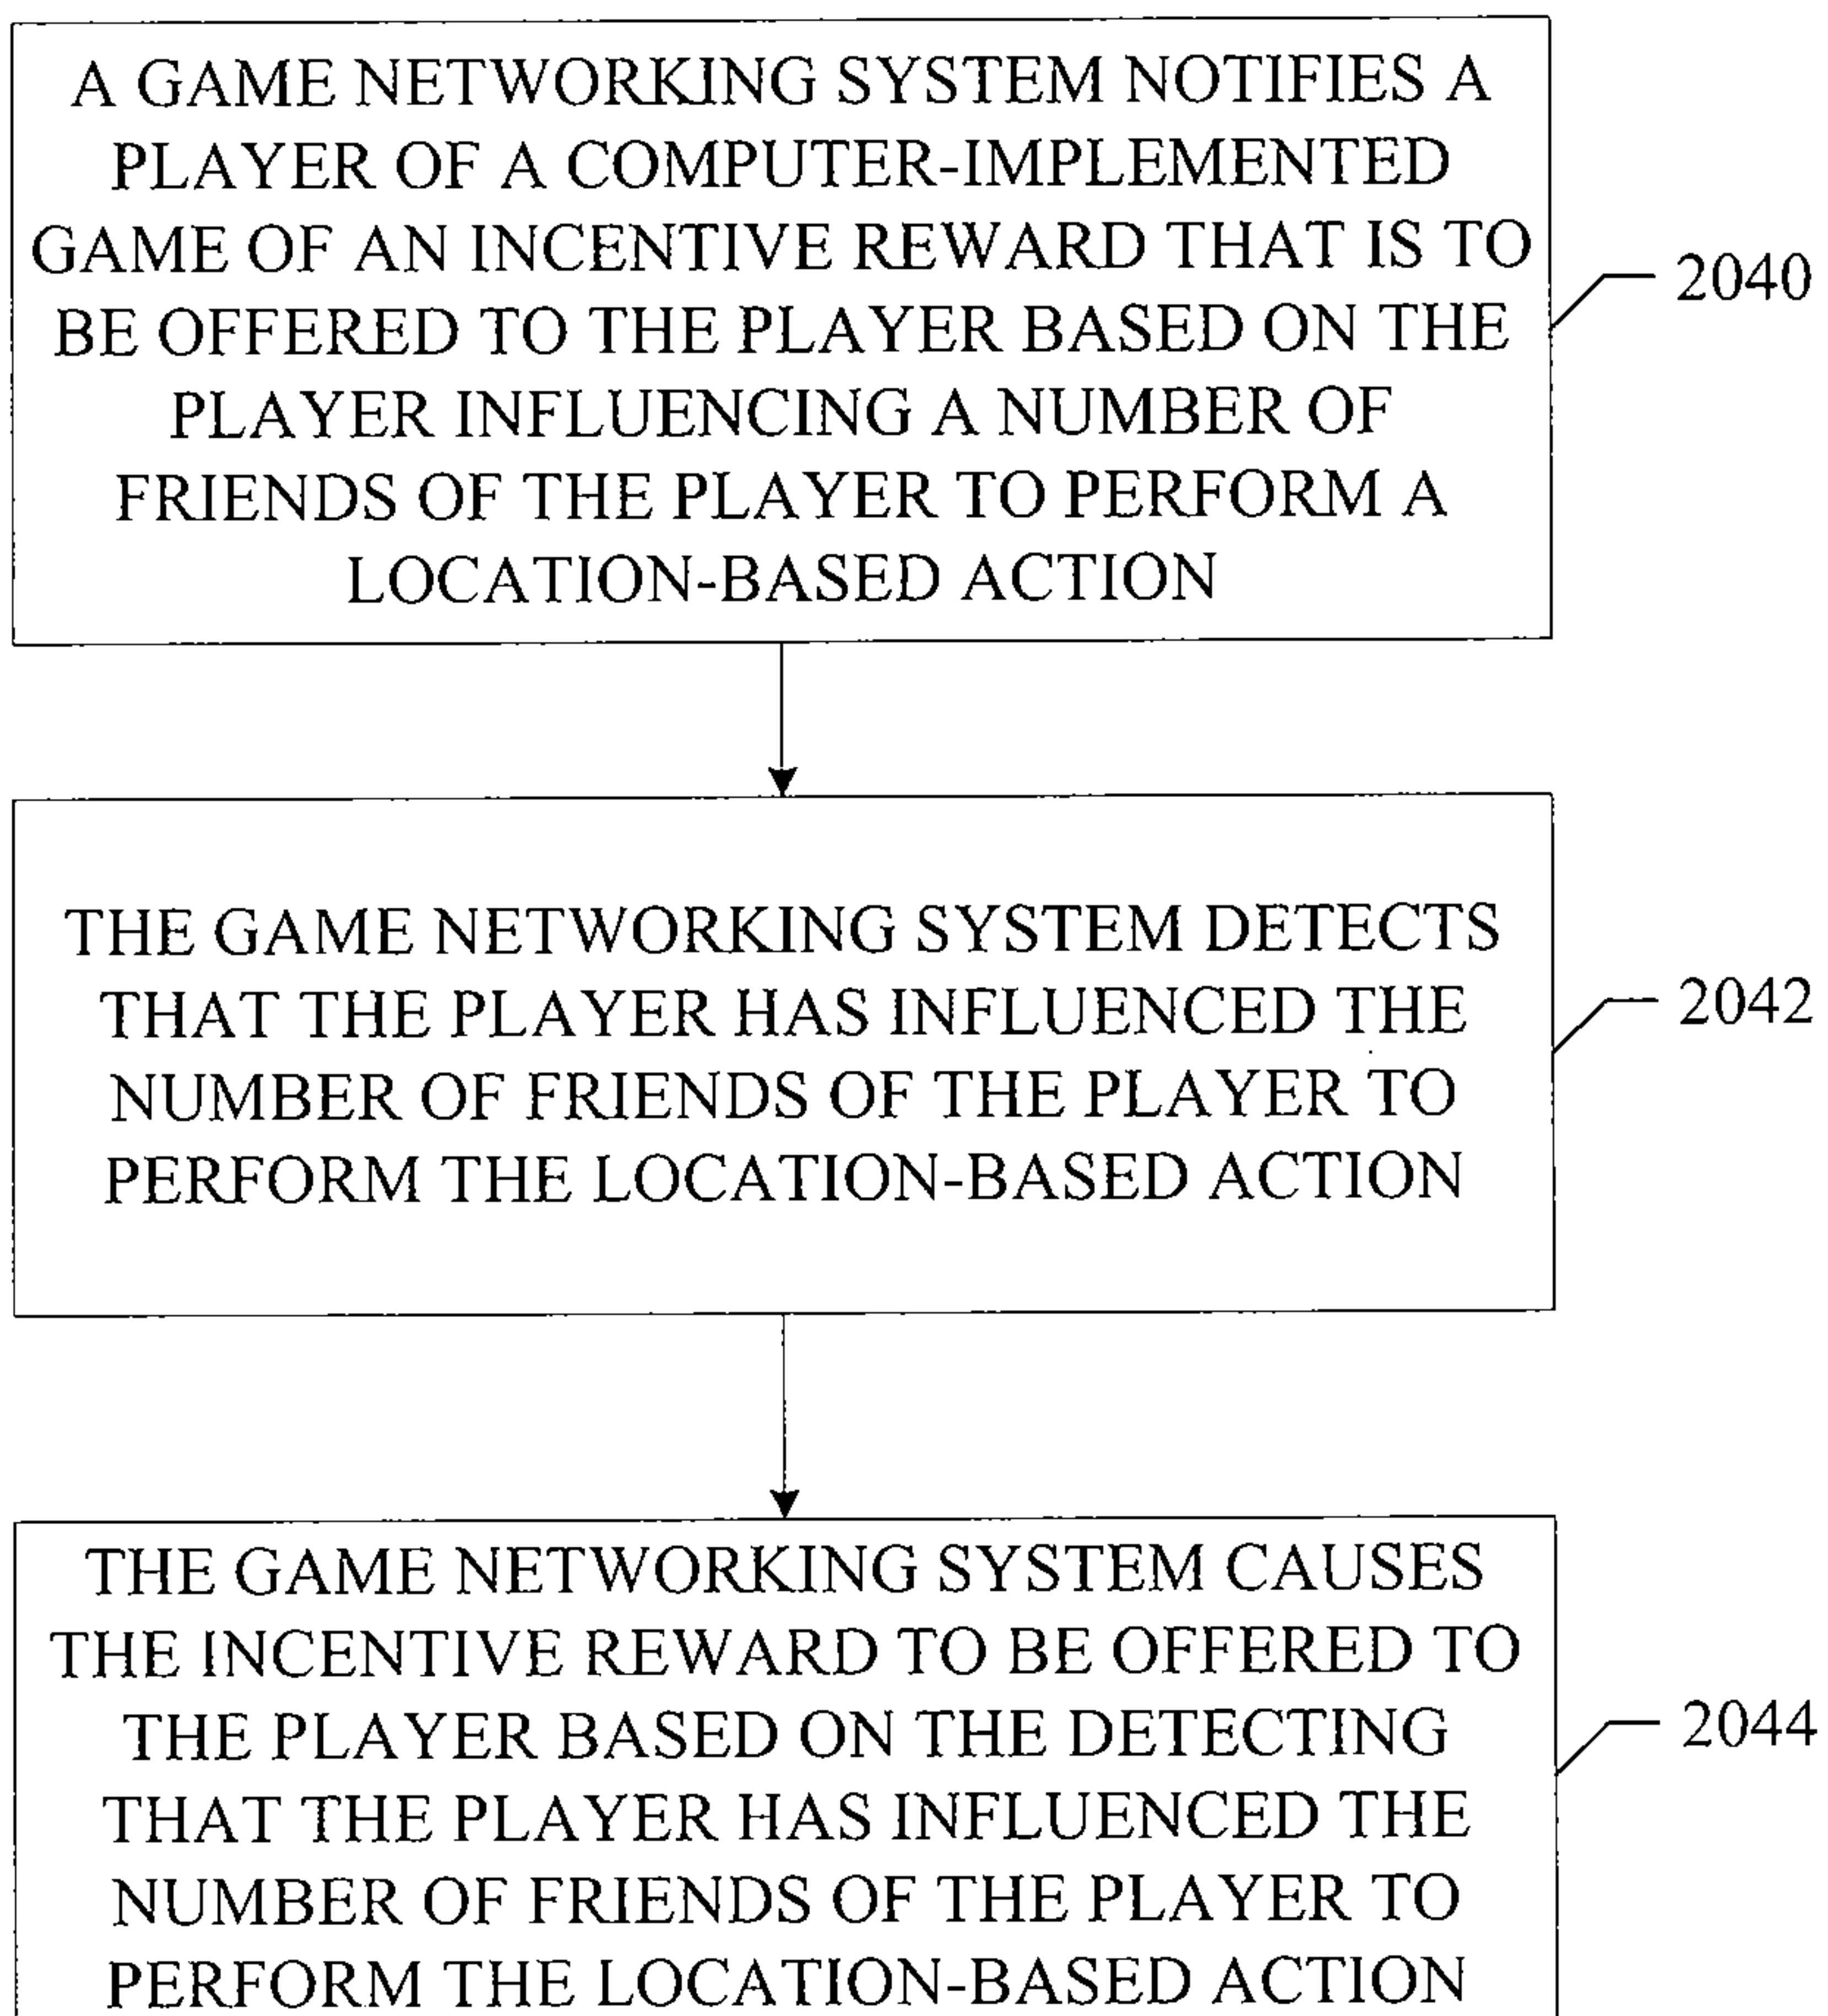 A GAME NETWORKING SYSTEM NOTIFIES A
PLAYER OF A COMPUTER-IMPLEMENTED
GAME OF AN INCENTIVE REWARD THAT IS TO
BE OFFERED TO THE PLAYER BASED ON THE
PLAYER INFLUENCING A NUMBER OF
FRIENDS OF THE PLAYER TO PERFORM A
LOCATION-BASED ACTION
2040
THE GAME NETWORKING SYSTEM DETECTS
THAT THE PLAYER HAS INFLUENCED THE
NUMBER OF FRIENDS OF THE PLAYER TO
PERFORM THE LOCATION-BASED ACTION
2042
THE GAME NETWORKING SYSTEM CAUSES
THE INCENTIVE REWARD TO BE OFFERED TO
THE PLAYER BASED ON THE DETECTING
THAT THE PLAYER HAS INFLUENCED THE
NUMBER OF FRIENDS OF THE PLAYER TO
PERFORM THE LOCATION-BASED ACTION
2044